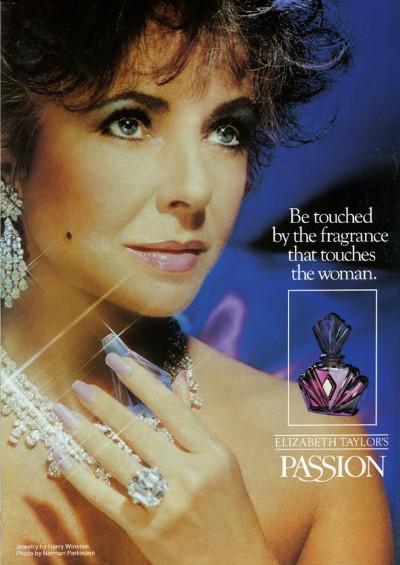 Be touched
by the fragrance
that touches
the woman.
ELIZABETH TAYLOR'S
PASSION
Jewelry by Harry Winston
Photo by Norman Parkinson